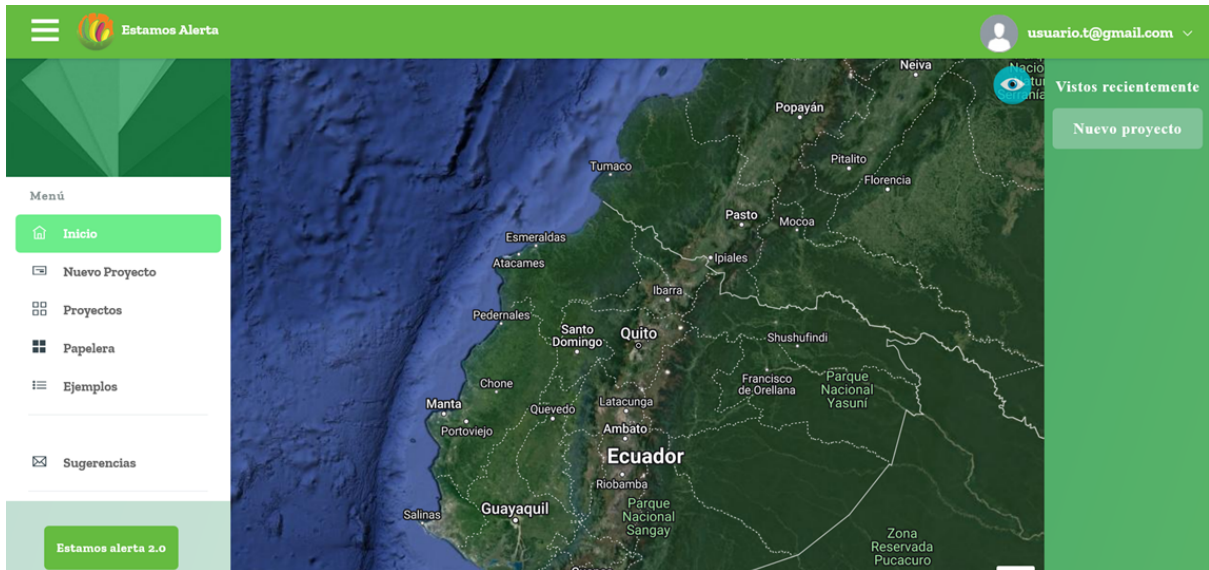 Estamos Alerta
usuario.t@gmail.com
Menú
Inicio
Nuevo Proyecto
Proyectos
Papelera
Ejemplos
Sugerencias
Estamos alerta 2.0
Neiva
Popayán
Tumaco
Pitalito
Florencia
Pasto
Mocoa
Esmeraldas
Atacames
Ipiales
Ibarra
Pedernales
Santo
Domingo
Quito
Shushufindi
Chone
Francisco
de Orellana
Parque
Nacional
Yasuní
Manta
Quevedo
Latacunga
Portoviejo
Ambato
Ecuador
Riobamba
Salinas
Guayaquil
Parque
Nacional
Sangay
Zona
Reservada
Pucacuro
Vistos recientemente
Nuevo proyecto